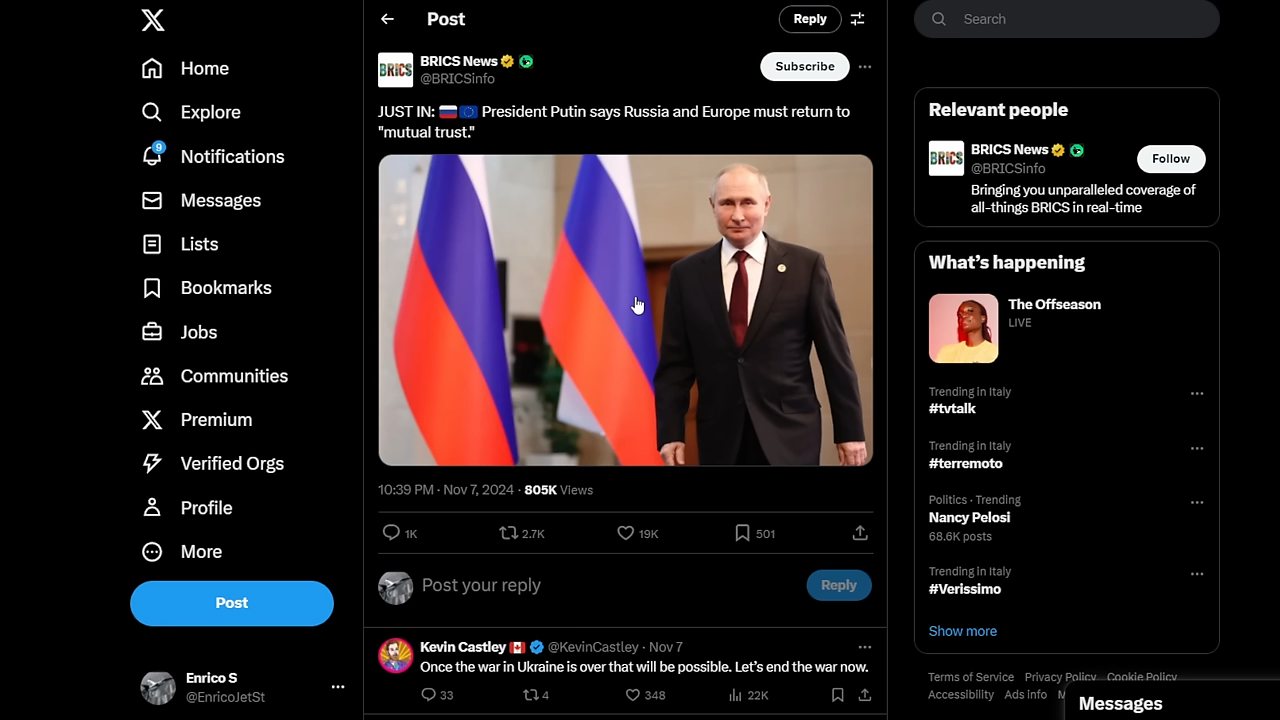 Home
Explore
9
Notifications
Messages
Lists
Bookmarks
Jobs
Communities
Premium
Verified Orgs
Profile
More
Post
Enrico S
@EnricoJetSt
Post
Reply
BRICS
BRICS News
@BRICSinfo
Subscribe
JUST IN: 🇷🇺🇪🇺 President Putin says Russia and Europe must return to
"mutual trust."
10:39 PM · Nov 7, 2024 · 805K Views
1K 2.7K 19K 501
Post your reply
Reply
Kevin Castley 🇨🇦 @KevinCastley · Nov 7
Once the war in Ukraine is over that will be possible. Let’s end the war now.
33 4 348 22K
Search
Relevant people
BRICS
BRICS News
@BRICSinfo
Follow
Bringing you unparalleled coverage of
all-things BRICS in real-time
What’s happening
The Offseason
LIVE
Trending in Italy
#tvtalk
Trending in Italy
#terremoto
Politics · Trending
Nancy Pelosi
68.6K posts
Trending in Italy
#Verissimo
Show more
Terms of Service Privacy Policy Cookie Policy
Accessibility Ads info
Messages